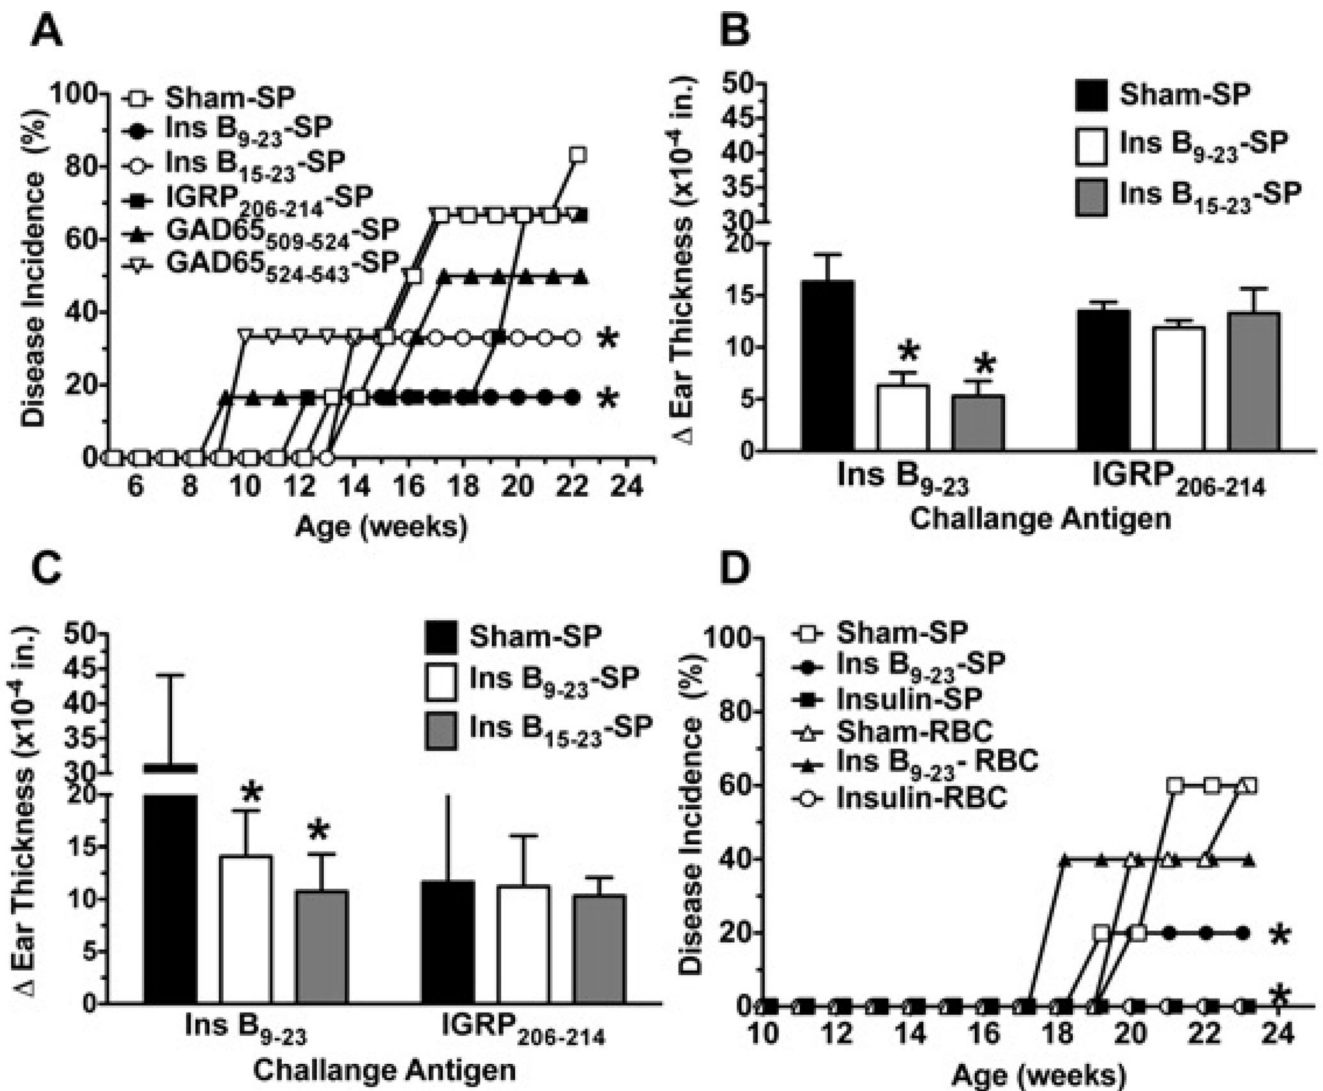 A
Disease Incidence (%)
100
80
60
40
20
0
Sham-SP
Ins B9-23-SP
Ins B15-23-SP
IGRP206-214-SP
GAD65509-524-SP
GAD65524-543-SP
*
*
6 8 10 12 14 16 18 20 22 24
Age (weeks)
B
Δ Ear Thickness (x10-4 in.)
50
45
40
35
30
20
15
10
5
0
Sham-SP
Ins B9-23-SP
Ins B15-23-SP
* *
Ins B9-23 IGRP206-214
Challange Antigen
C
Δ Ear Thickness (x10-4 in.)
50
45
40
35
30
20
15
10
5
0
Sham-SP
Ins B9-23-SP
Ins B15-23-SP
* *
Ins B9-23 IGRP206-214
Challange Antigen
D
Disease Incidence (%)
100
80
60
40
20
0
Sham-SP
Ins B9-23-SP
Insulin-SP
Sham-RBC
Ins B9-23- RBC
Insulin-RBC
*
*
10 12 14 16 18 20 22 24
Age (weeks)